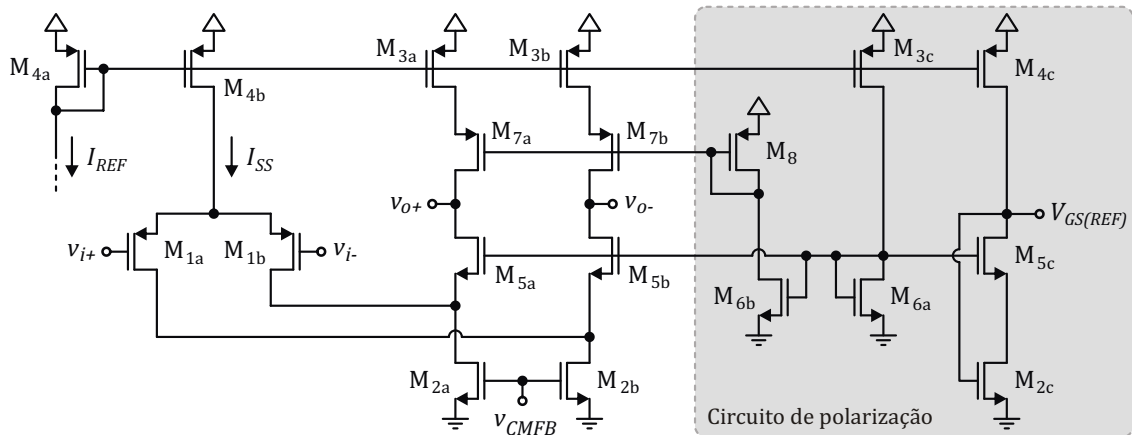 M4a
M4b
M3a
M3b
M3c
M4c
IREF
ISS
M7a
M7b
M8
vo+
vo-
VGS(REF)
vi+
M1a
M1b
vi-
M5a
M5b
M6b
M6a
M5c
M2a
M2b
M2c
vCMFB
Circuito de polarização